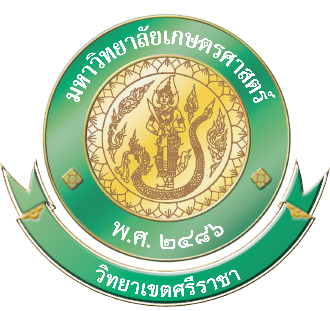 มหาวิทยาลัยเกษตรศาสตร์
พ.ศ. ๒๔๘๖
วิทยาเขตศรีราชา